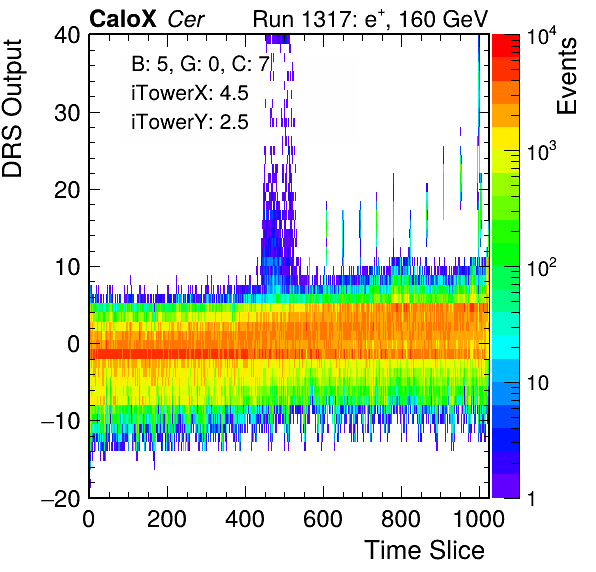 CaloX Cer Run 1317: e⁺, 160 GeV
B: 5, G: 0, C: 7
iTowerX: 4.5
iTowerY: 2.5
DRS Output
40
30
20
10
0
−10
−20
0 200 400 600 800 1000
Time Slice
Events
10⁴
10³
10²
10
1